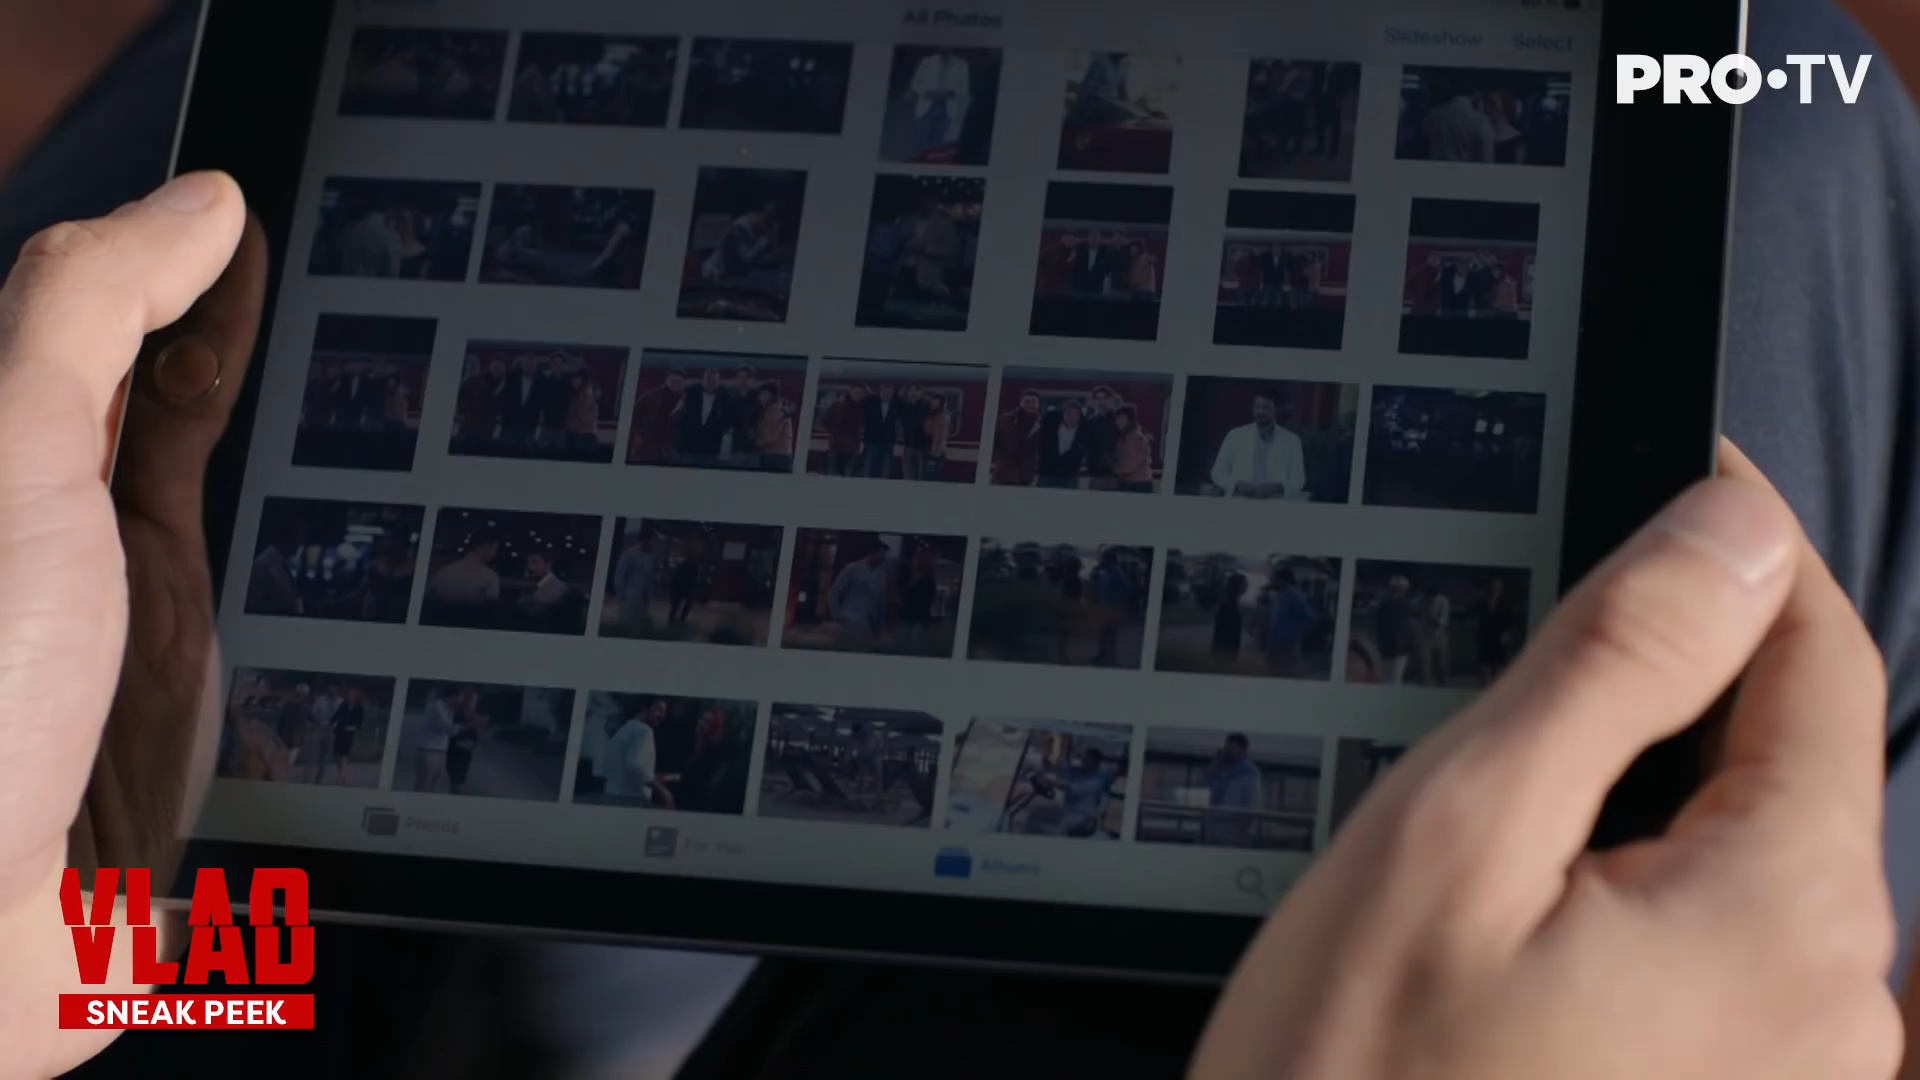 All Photos
Slideshow
Select
PRO•TV
Photos
For You
Albums
VLAD
SNEAK PEEK